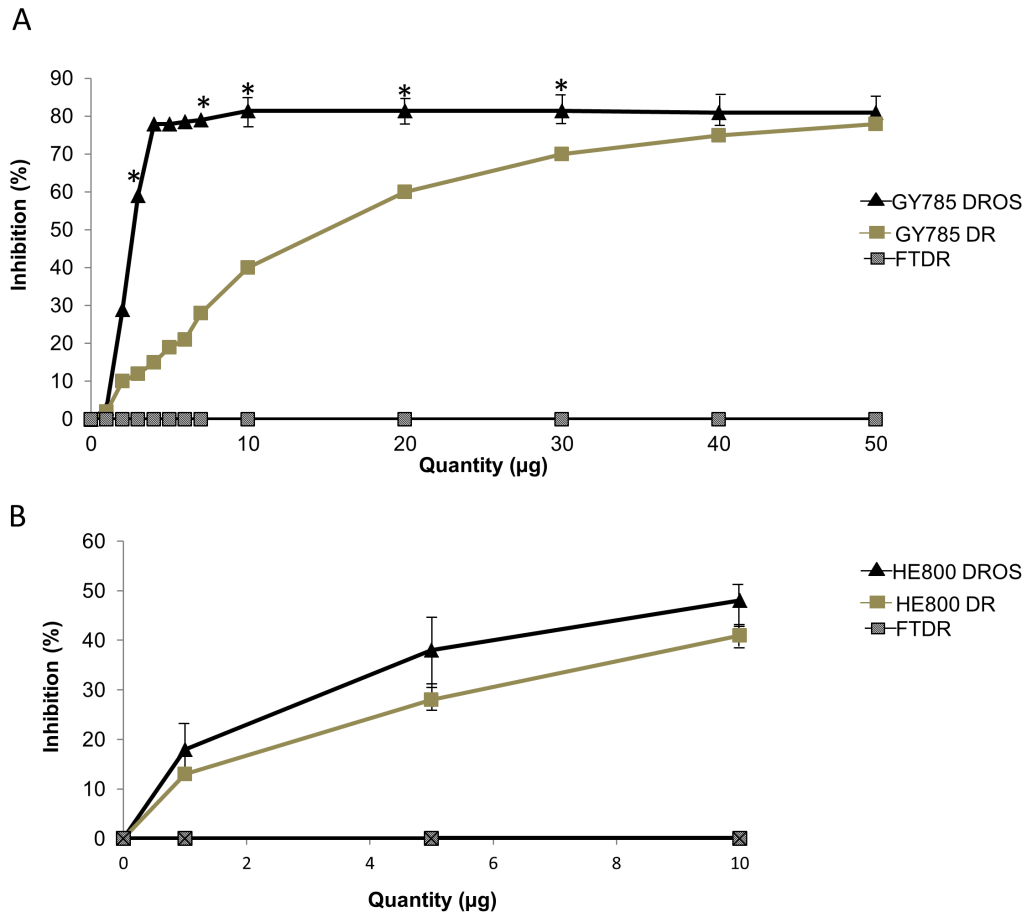 A
90
80
70
60
50
40
30
20
10
0
Inhibition (%)
* * * * *
0 10 20 30 40 50
Quantity (µg)
GY785 DROS
GY785 DR
FTDR
B
60
50
40
30
20
10
0
Inhibition (%)
0 2 4 6 8 10
Quantity (µg)
HE800 DROS
HE800 DR
FTDR